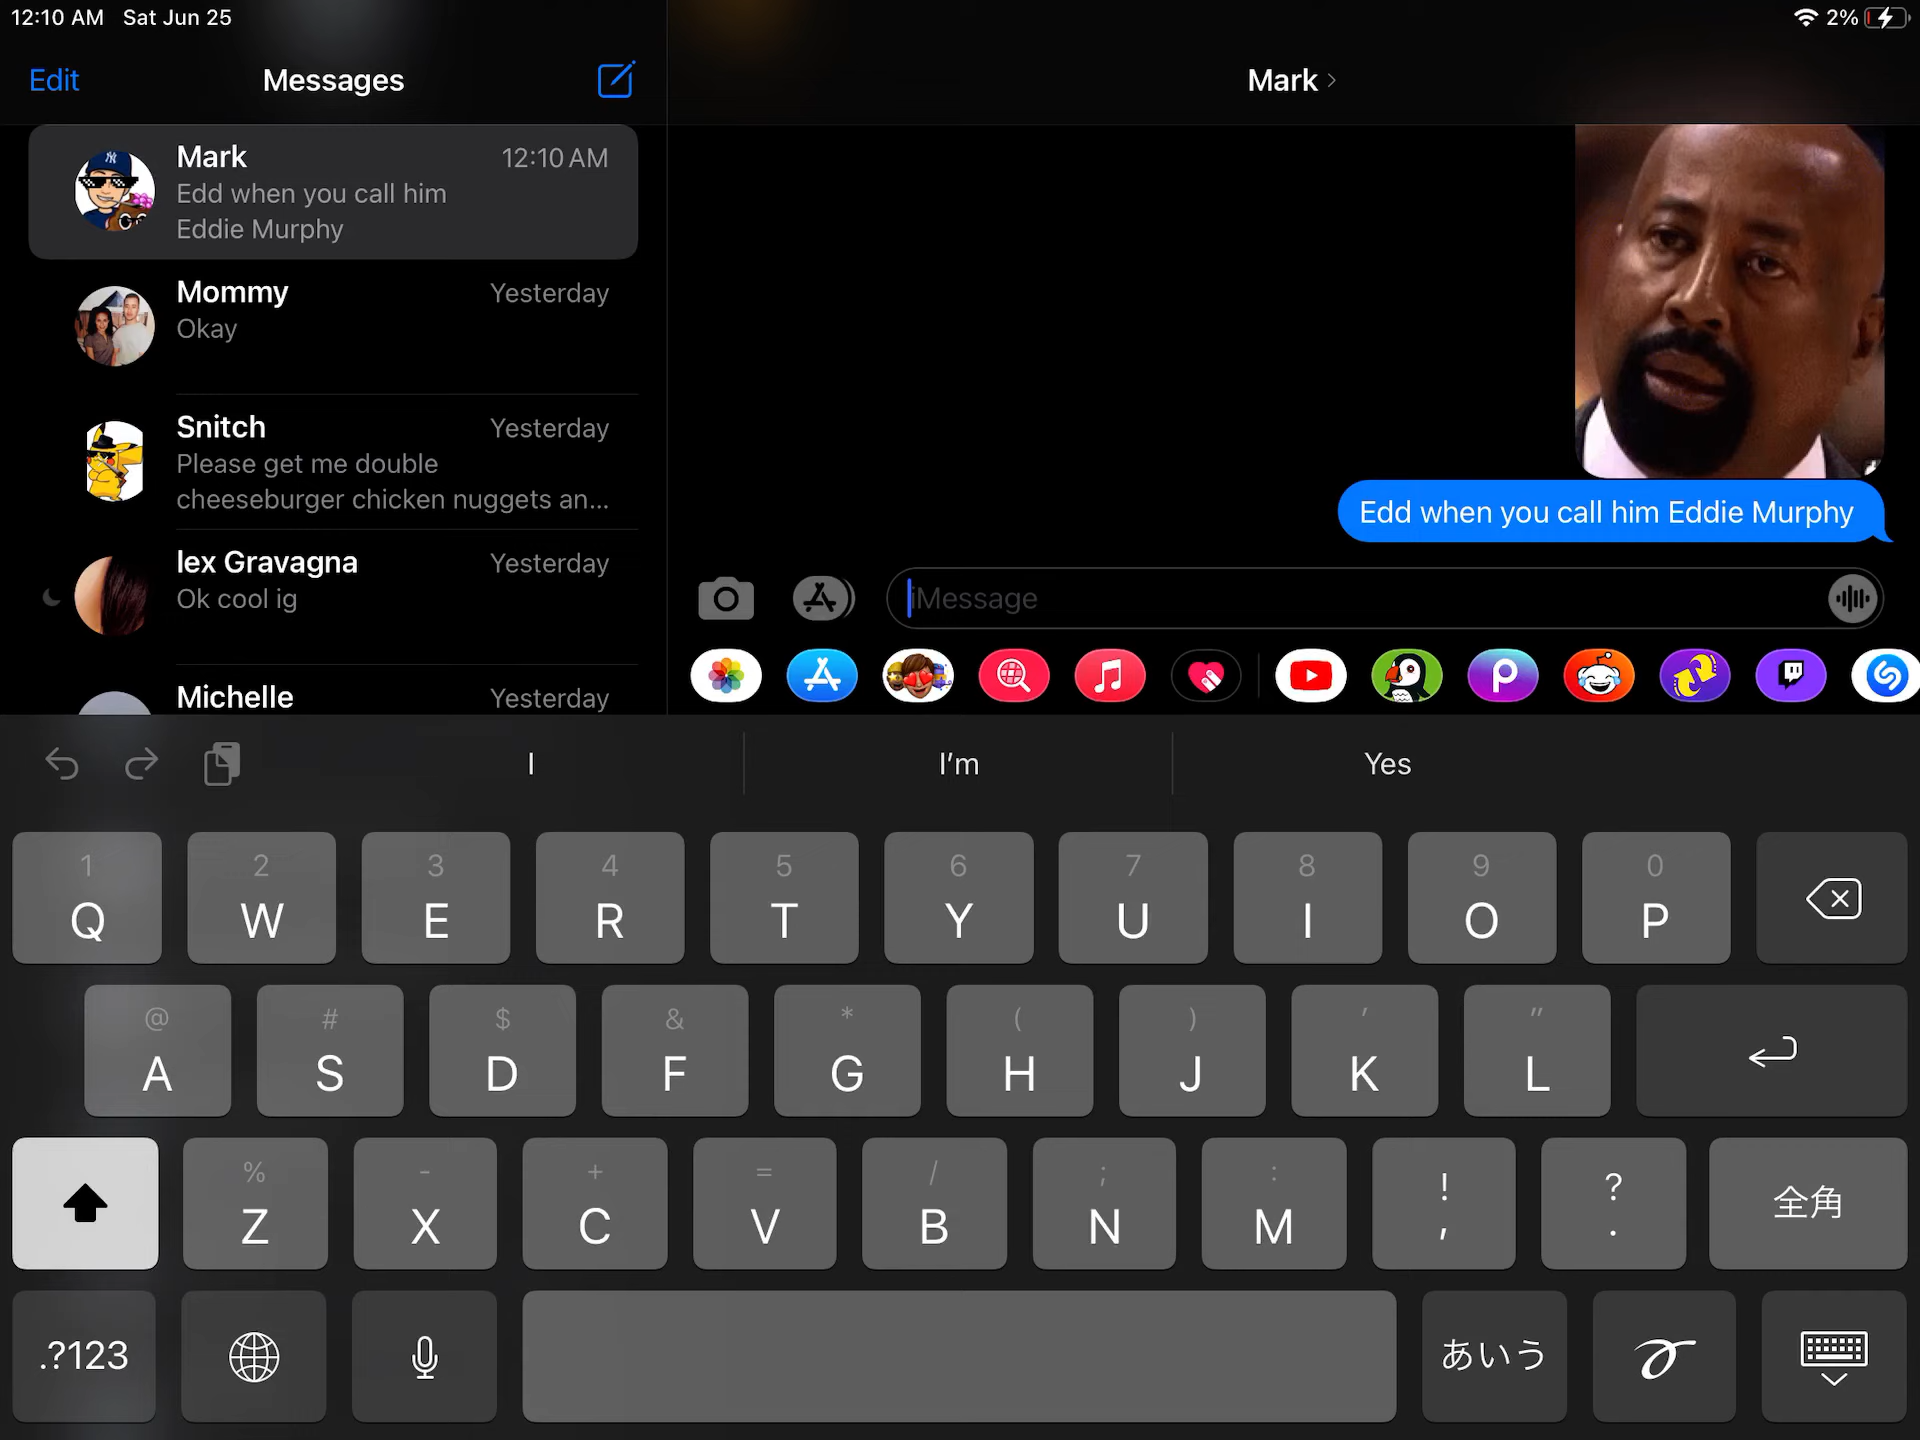 12:10 AM Sat Jun 25
2%
Edit
Messages
Mark
12:10 AM
Edd when you call him
Eddie Murphy
Mommy
Yesterday
Okay
Snitch
Yesterday
Please get me double
cheeseburger chicken nuggets an...
lex Gravagna
Yesterday
Ok cool ig
Michelle
Yesterday
Mark >
Edd when you call him Eddie Murphy
iMessage
I
I'm
Yes
1 2 3 4 5 6 7 8 9 0
Q W E R T Y U I O P
@ # $ & * ( ) ' "
A S D F G H J K L
% - + = / ; : ! ?
Z X C V B N M , .
全角
.?123
あいう